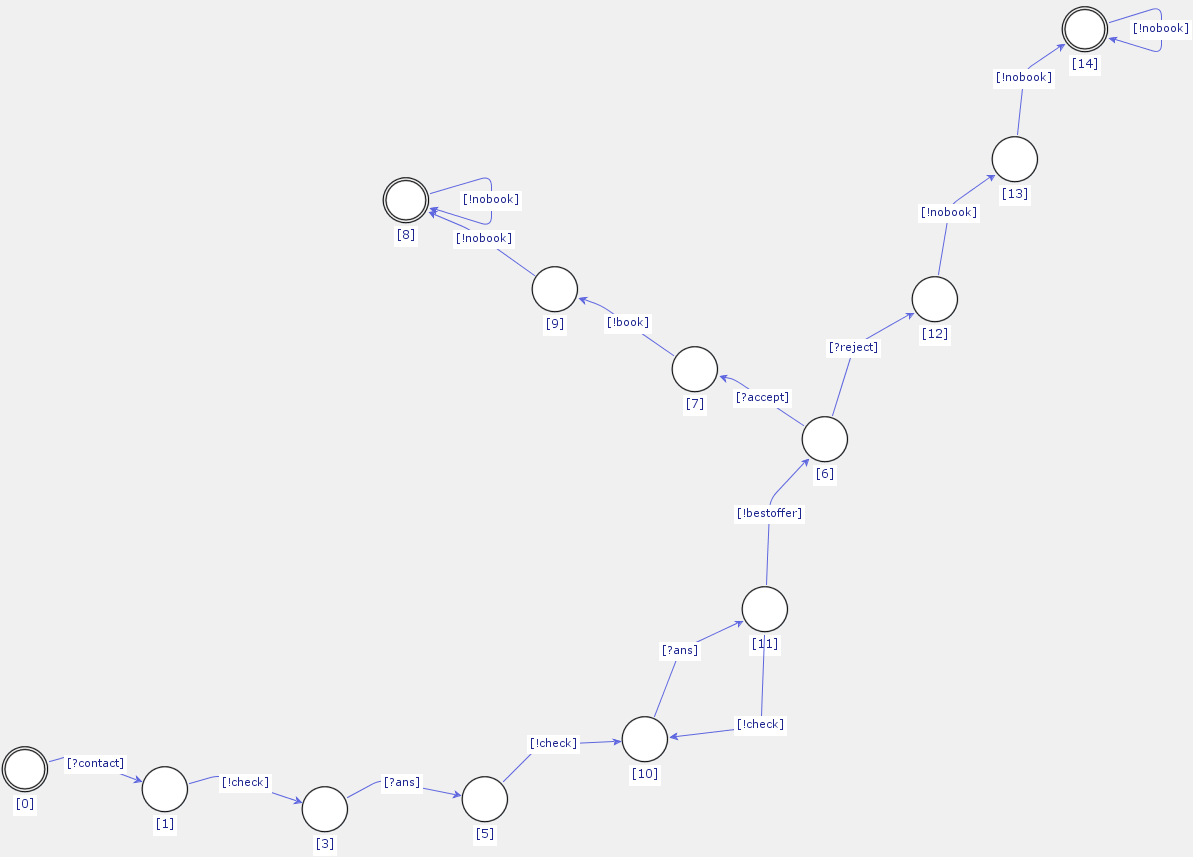 [!nobook]
[14]
[!nobook]
[13]
[!nobook]
[!nobook]
[8]
[!nobook]
[12]
[9]
[!book]
[?reject]
[7]
[?accept]
[6]
[!bestoffer]
[11]
[?ans]
[!check]
[!check]
[10]
[?contact]
[0]
[!check]
[1]
[?ans]
[3]
[5]